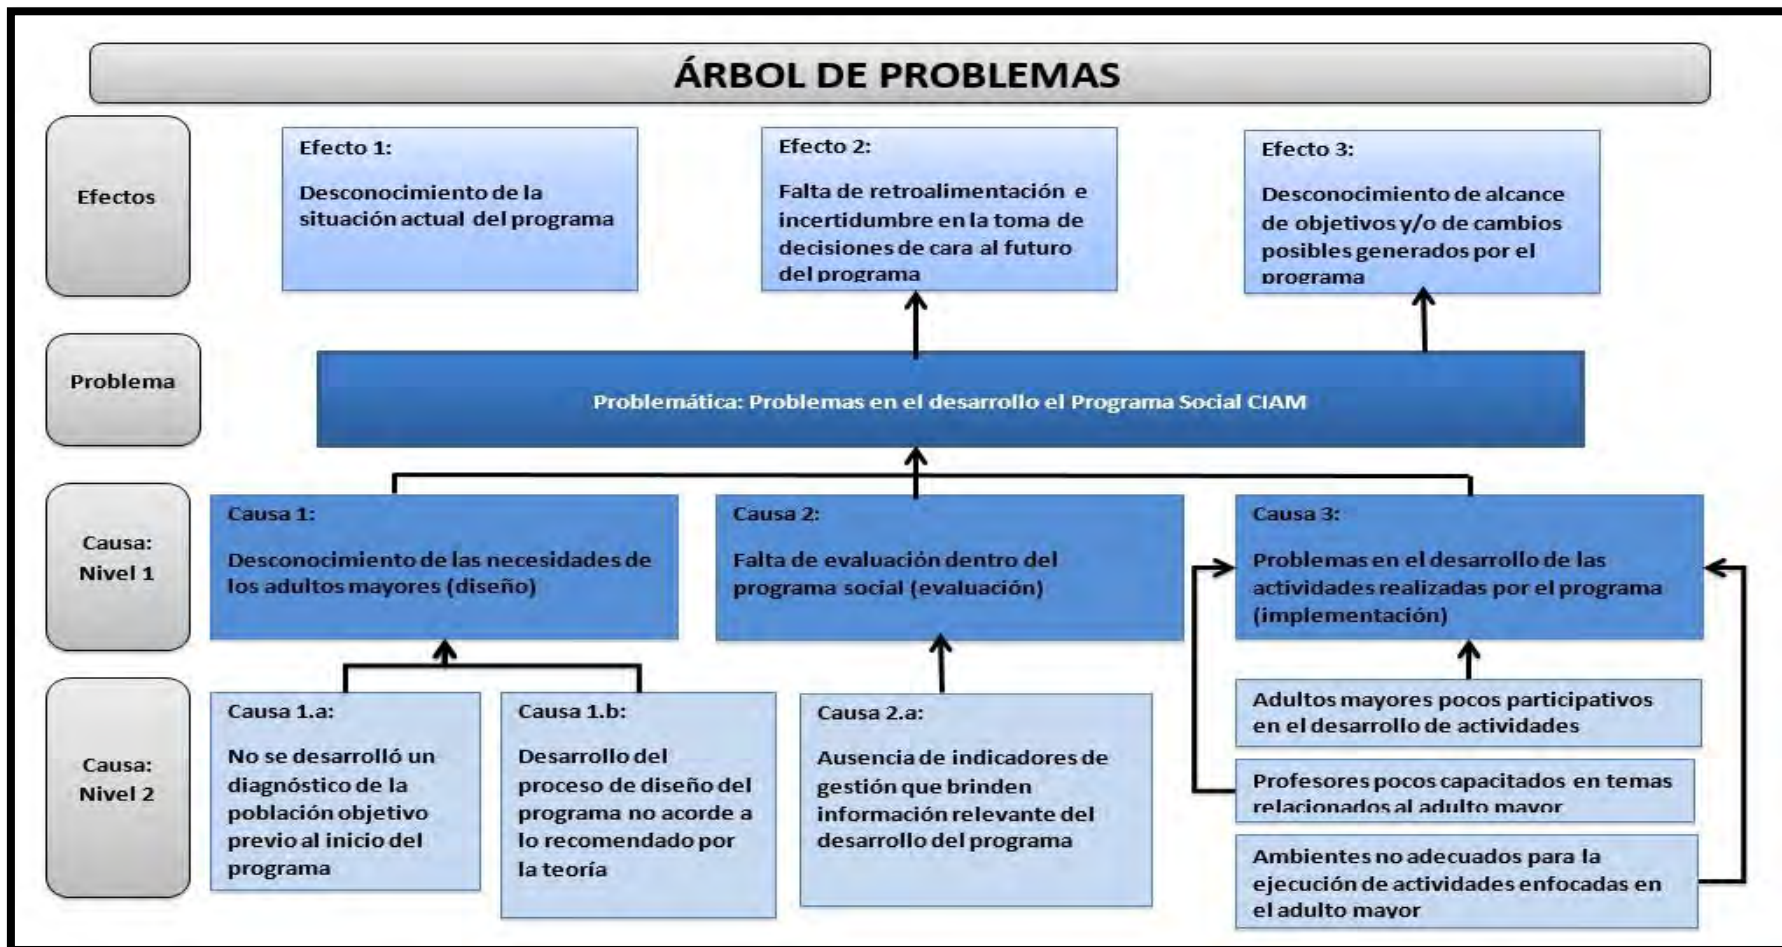 ÁRBOL DE PROBLEMAS
Efectos
Efecto 1:
Desconocimiento de la
situación actual del programa
Efecto 2:
Falta de retroalimentación e
incertidumbre en la toma de
decisiones de cara al futuro
del programa
Efecto 3:
Desconocimiento de alcance
de objetivos y/o de cambios
posibles generados por el
programa
Problema
Problemática: Problemas en el desarrollo el Programa Social CIAM
Causa:
Nivel 1
Causa 1:
Desconocimiento de las necesidades de
los adultos mayores (diseño)
Causa 2:
Falta de evaluación dentro del
programa social (evaluación)
Causa 3:
Problemas en el desarrollo de las
actividades realizadas por el programa
(implementación)
Causa:
Nivel 2
Causa 1.a:
No se desarrolló un
diagnóstico de la
población objetivo
previo al inicio del
programa
Causa 1.b:
Desarrollo del
proceso de diseño del
programa no acorde a
lo recomendado por
la teoría
Causa 2.a:
Ausencia de indicadores de
gestión que brinden
información relevante del
desarrollo del programa
Adultos mayores pocos participativos
en el desarrollo de actividades
Profesores pocos capacitados en temas
relacionados al adulto mayor
Ambientes no adecuados para la
ejecución de actividades enfocadas en
el adulto mayor